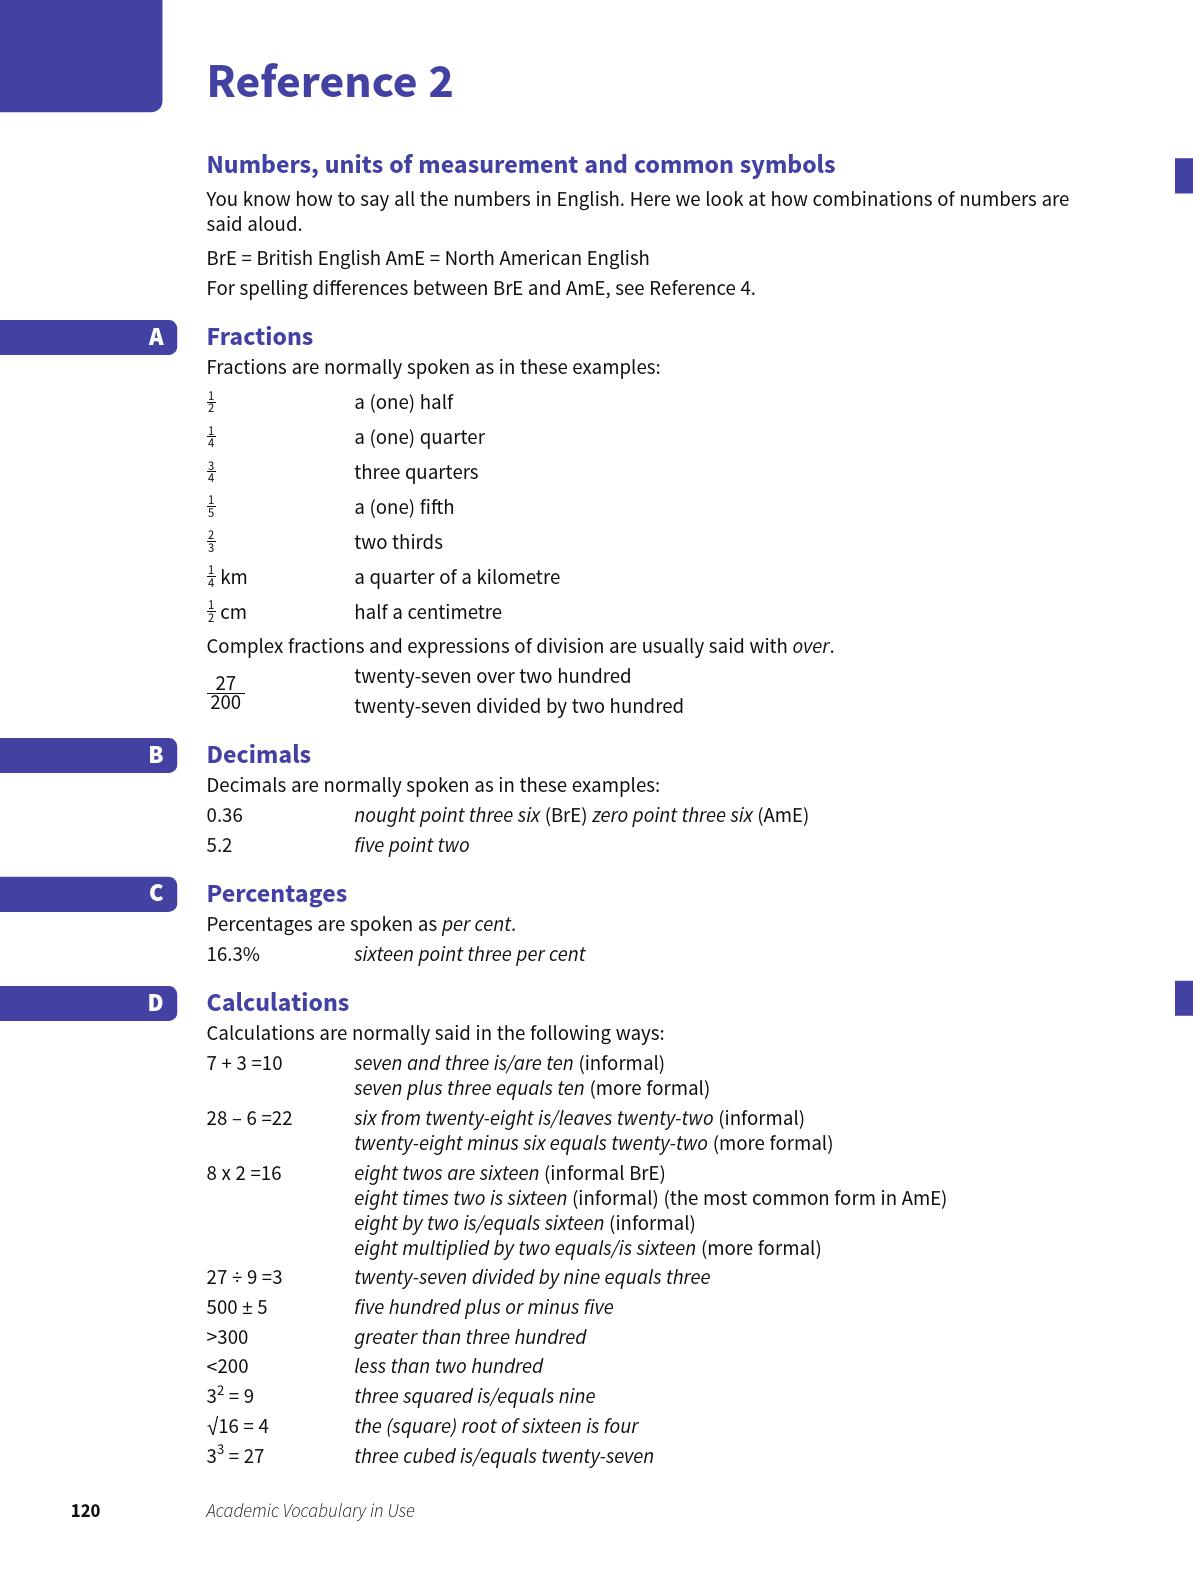 Reference 2
Numbers, units of measurement and common symbols
You know how to say all the numbers in English. Here we look at how combinations of numbers are
said aloud.
BrE = British English AmE = North American English
For spelling differences between BrE and AmE, see Reference 4.
A Fractions
Fractions are normally spoken as in these examples:
1/2 a (one) half
1/4 a (one) quarter
3/4 three quarters
1/5 a (one) fifth
2/3 two thirds
1/4 km a quarter of a kilometre
1/2 cm half a centimetre
Complex fractions and expressions of division are usually said with over.
27/200 twenty-seven over two hundred
twenty-seven divided by two hundred
B Decimals
Decimals are normally spoken as in these examples:
0.36 nought point three six (BrE) zero point three six (AmE)
5.2 five point two
C Percentages
Percentages are spoken as per cent.
16.3% sixteen point three per cent
D Calculations
Calculations are normally said in the following ways:
7 + 3 =10 seven and three is/are ten (informal)
seven plus three equals ten (more formal)
28 – 6 =22 six from twenty-eight is/leaves twenty-two (informal)
twenty-eight minus six equals twenty-two (more formal)
8 x 2 =16 eight twos are sixteen (informal BrE)
eight times two is sixteen (informal) (the most common form in AmE)
eight by two is/equals sixteen (informal)
eight multiplied by two equals/is sixteen (more formal)
27 ÷ 9 =3 twenty-seven divided by nine equals three
500 ± 5 five hundred plus or minus five
>300 greater than three hundred
<200 less than two hundred
3² = 9 three squared is/equals nine
√16 = 4 the (square) root of sixteen is four
3³ = 27 three cubed is/equals twenty-seven
120 Academic Vocabulary in Use